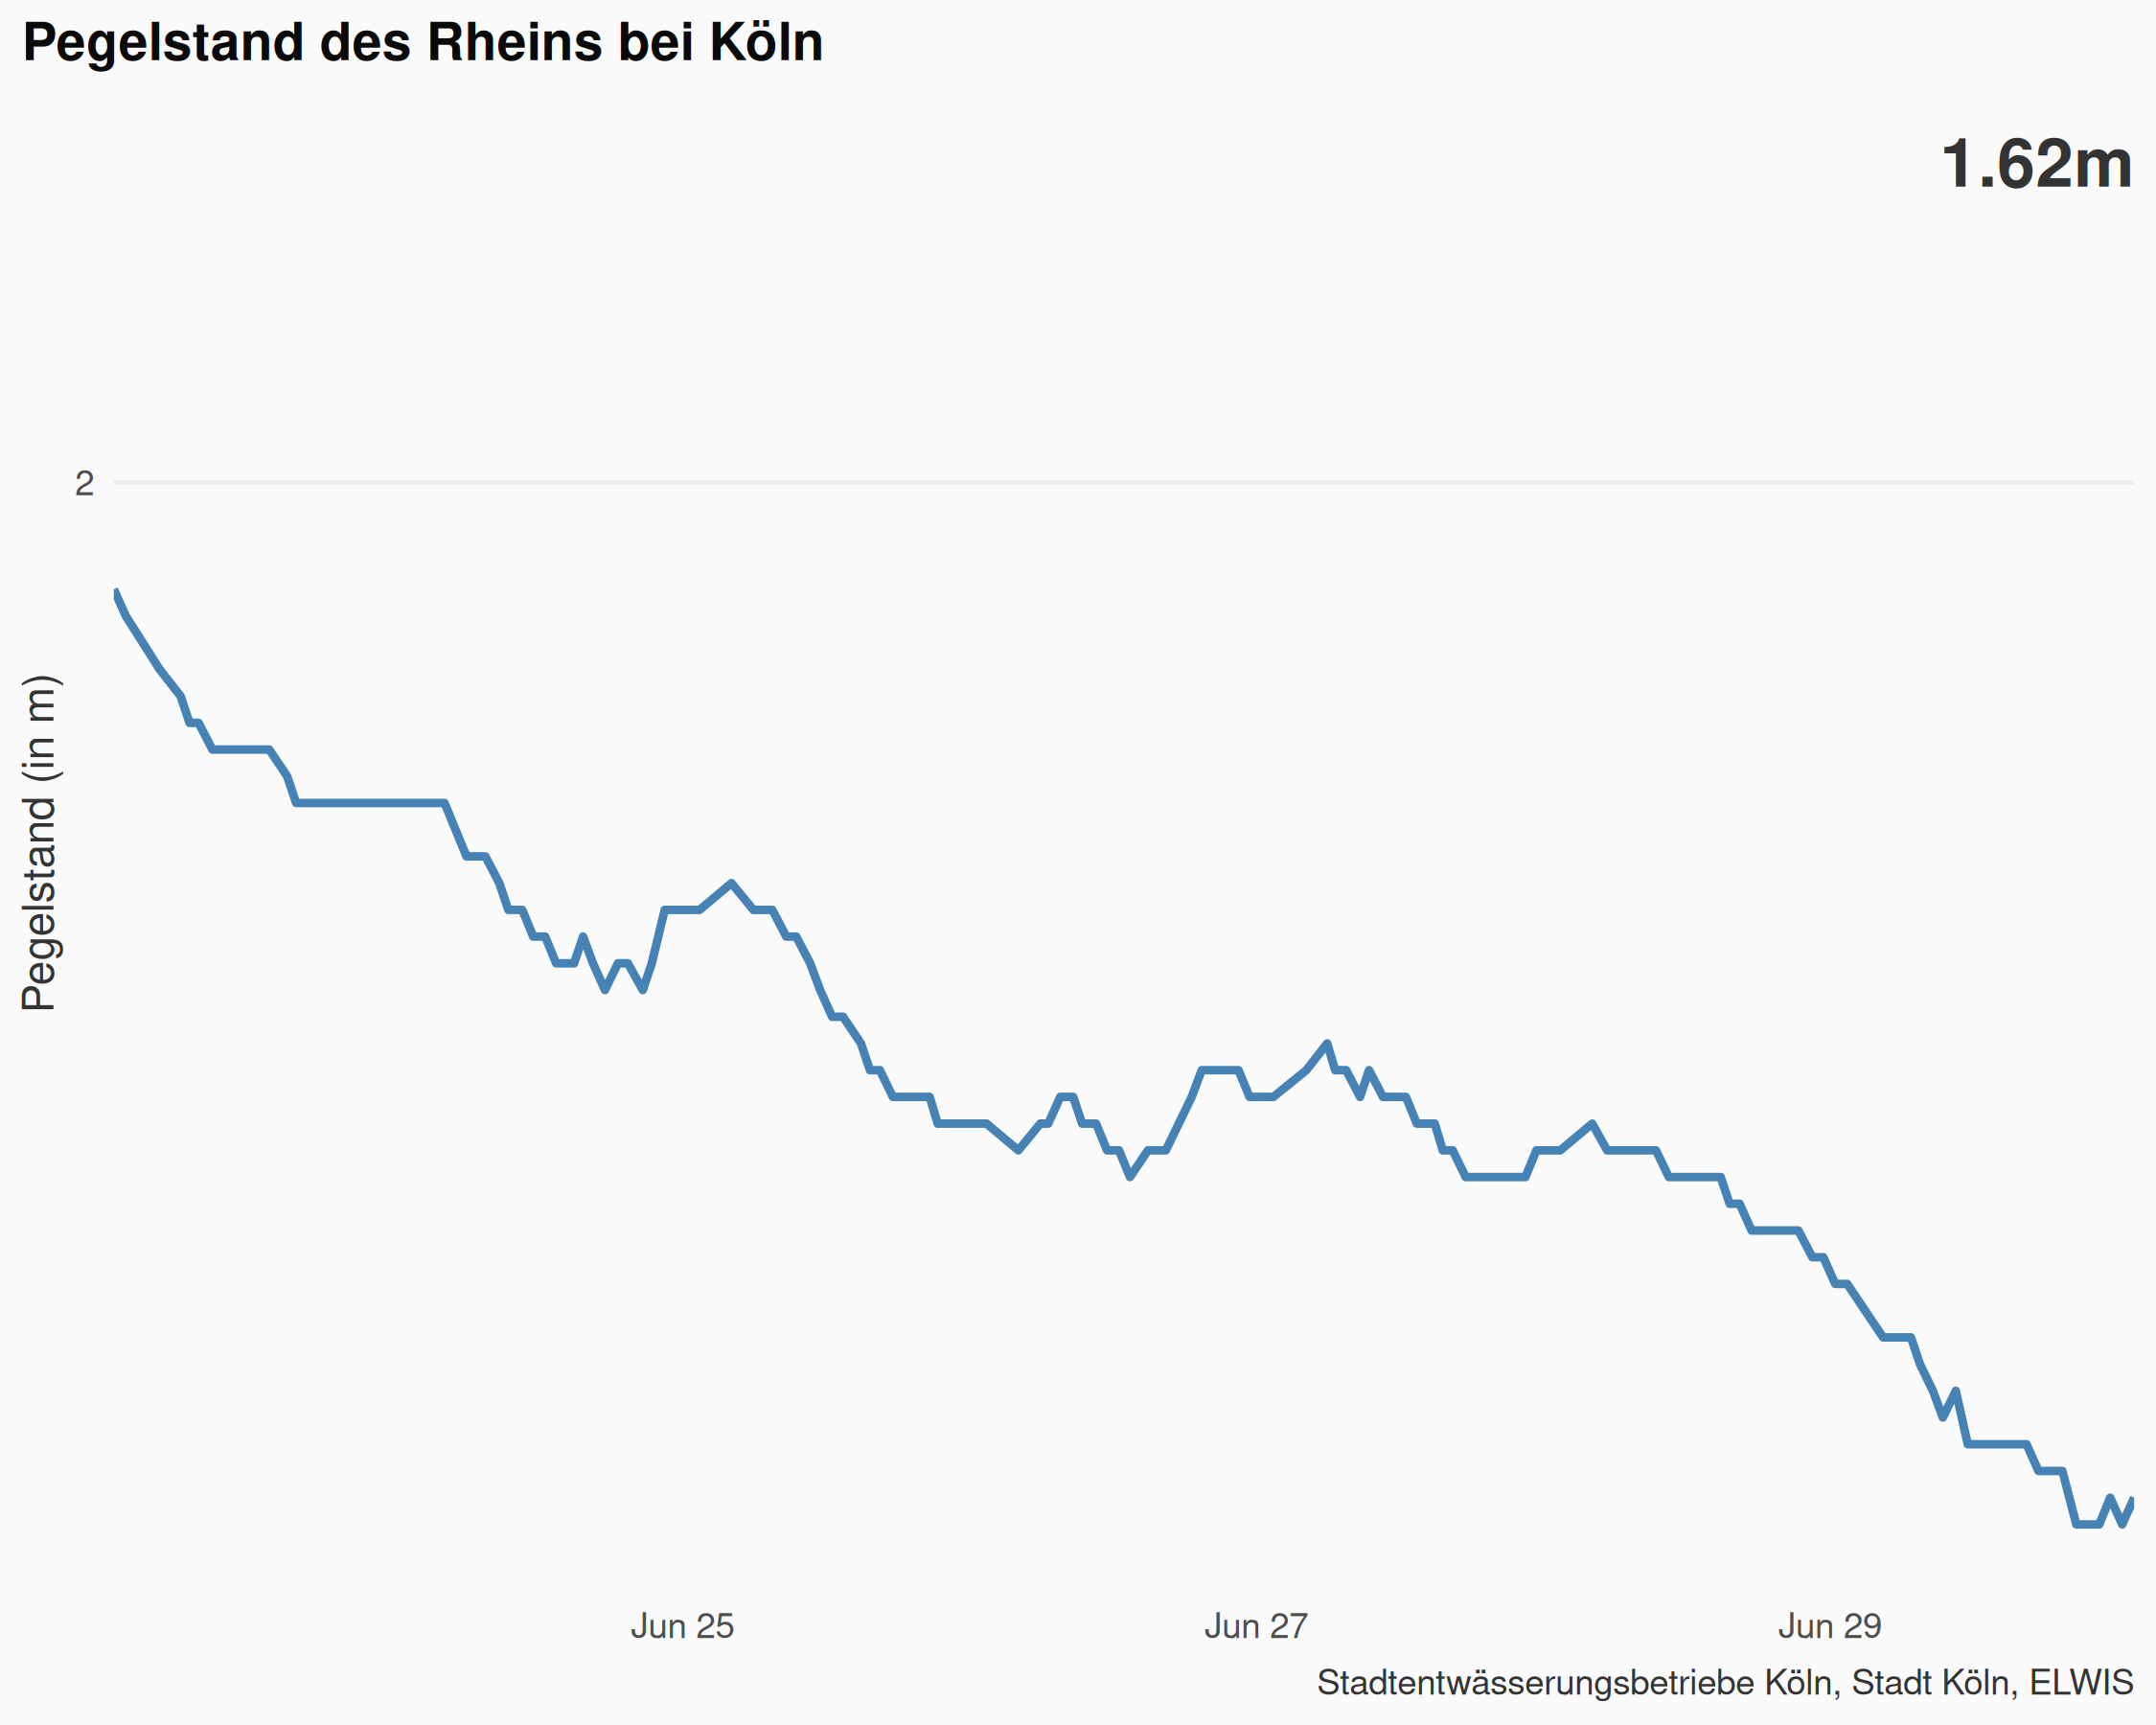 Pegelstand des Rheins bei Köln
1.62m
2
Pegelstand (in m)
Jun 25
Jun 27
Jun 29
Stadtentwässerungsbetriebe Köln, Stadt Köln, ELWIS